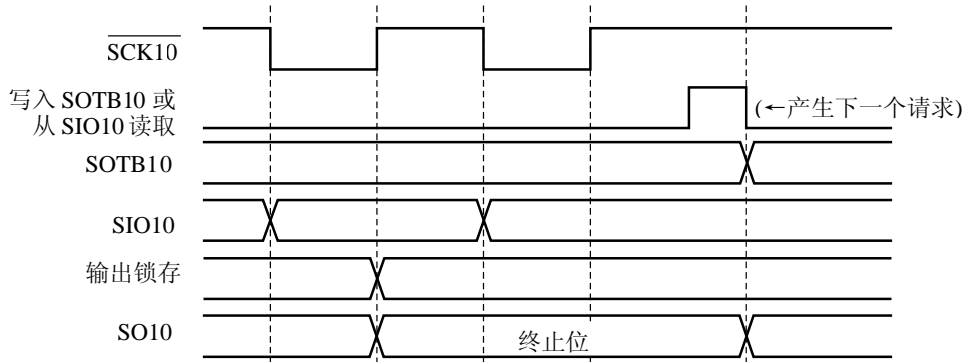 SCK10
写入 SOTB10 或
从 SIO10 读取
(←产生下一个请求)
SOTB10
SIO10
输出锁存
SO10
终止位